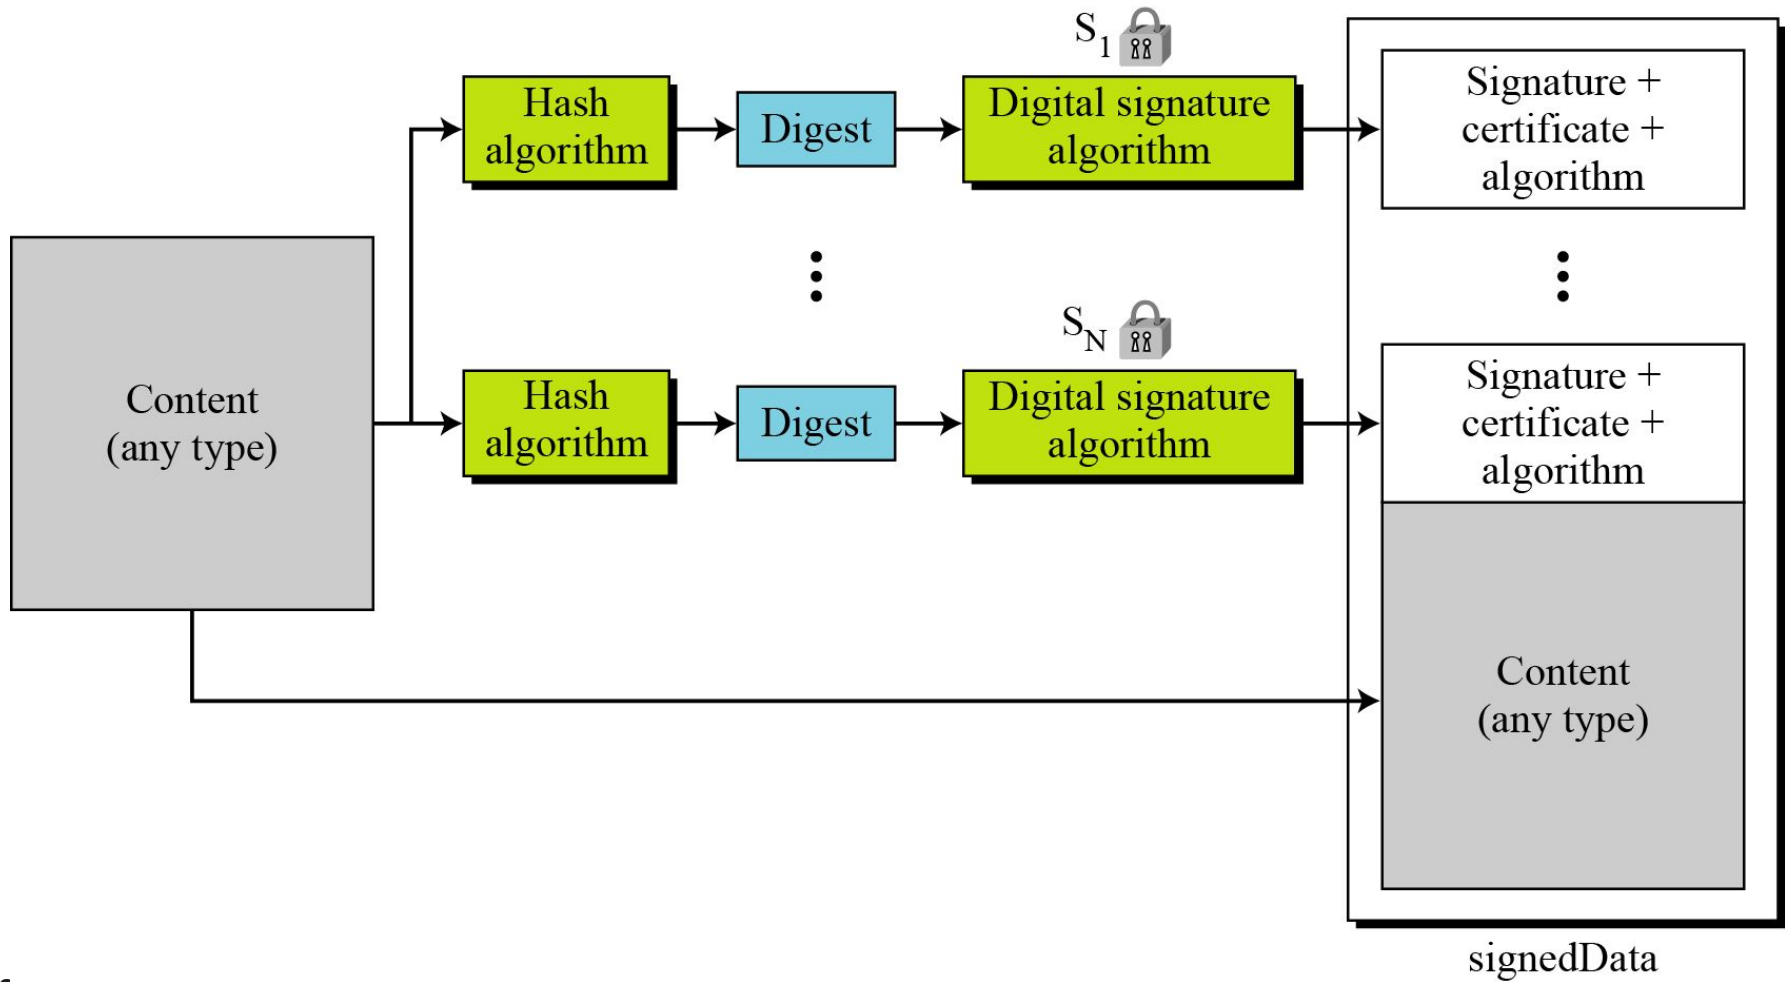 S1
Hash
algorithm
Digest
Digital signature
algorithm
Signature +
certificate +
algorithm
Content
(any type)
SN
Hash
algorithm
Digest
Digital signature
algorithm
Signature +
certificate +
algorithm
Content
(any type)
signedData